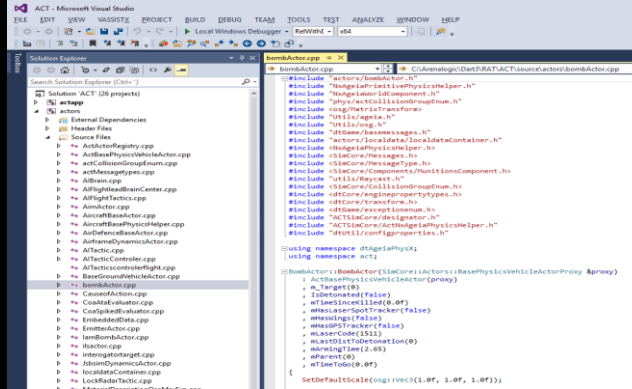 ACT - Microsoft Visual Studio
FILE EDIT VIEW VASSISTX PROJECT BUILD DEBUG TEAM TOOLS TEST ANALYZE WINDOW HELP
Local Windows Debugger RelWithI x64
Toolbox
Solution Explorer
Search Solution Explorer (Ctrl+¨)
Solution 'ACT' (26 projects)
actapp
actors
External Dependencies
Header Files
Source Files
ActActorRegistry.cpp
ActBasePhysicsVehicleActor.cpp
actCollisionGroupEnum.cpp
actMessagetypes.cpp
AIBrain.cpp
AIFlightleadBrainCenter.cpp
AIFlightTactics.cpp
AimActor.cpp
AircraftBaseActor.cpp
AircraftBasePhysicsHelper.cpp
AirDefenceBaseActor.cpp
AirframeDynamicsActor.cpp
AITactic.cpp
AITacticControler.cpp
AITacticscontrolerflight.cpp
BaseGroundVehicleActor.cpp
bombActor.cpp
CauseofAction.cpp
CoaAtaEvaluator.cpp
CoaSpikedEvaluator.cpp
EmbeddedData.cpp
EmitterActor.cpp
IamBombActor.cpp
ilsactor.cpp
interogatortarget.cpp
JsbsimDynamicsActor.cpp
localdataContainer.cpp
LockRadarTactic.cpp
bombActor.cpp
bombActor.cpp C:\Arenalogic\Dart3\RAT\ACT\source\actors\bombActor.cpp
#include "actors/bombActor.h"
#include "NxAgeiaPrimitivePhysicsHelper.h"
#include "NxAgeiaWorldComponent.h"
#include "phys/actCollisionGroupEnum.h"
#include <osg/MatrixTransform>
#include "Utils/ageia.h"
#include "Utils/osg.h"
#include "dtGame/basemessages.h"
#include "actors/localdata/localdataContainer.h"
#include <NxAgeiaPhysicsHelper.h>
#include <SimCore/Messages.h>
#include <SimCore/MessageType.h>
#include <SimCore/Components/MunitionsComponent.h>
#include "utils/Raycast.h"
#include <SimCore/CollisionGroupEnum.h>
#include <dtCore/enginepropertytypes.h>
#include <dtCore/transform.h>
#include <dtGame/exceptionenum.h>
#include "ACTSimCore/designator.h"
#include "ACTSimCore/ActNxAgeiaPhysicsHelper.h"
#include "dtUtil/configproperties.h"
using namespace dtAgeiaPhysX;
using namespace act;
BombActor::BombActor(SimCore::Actors::BasePhysicsVehicleActorProxy &proxy)
: ActBasePhysicsVehicleActor(proxy)
, m_Target(0)
, IsDetonated(false)
, mTimeSinceKilled(0.0f)
, mHasLaserSpotTracker(false)
, mHasWings(false)
, mHasGPSTracker(false)
, mLaserCode(1511)
, mLastDistToDetonation(0)
, mArmingTime(2.65)
, mParent(0)
, mTimeToGo(0.0f)
{
SetDefaultScale(osg::Vec3(1.0f, 1.0f, 1.0f));